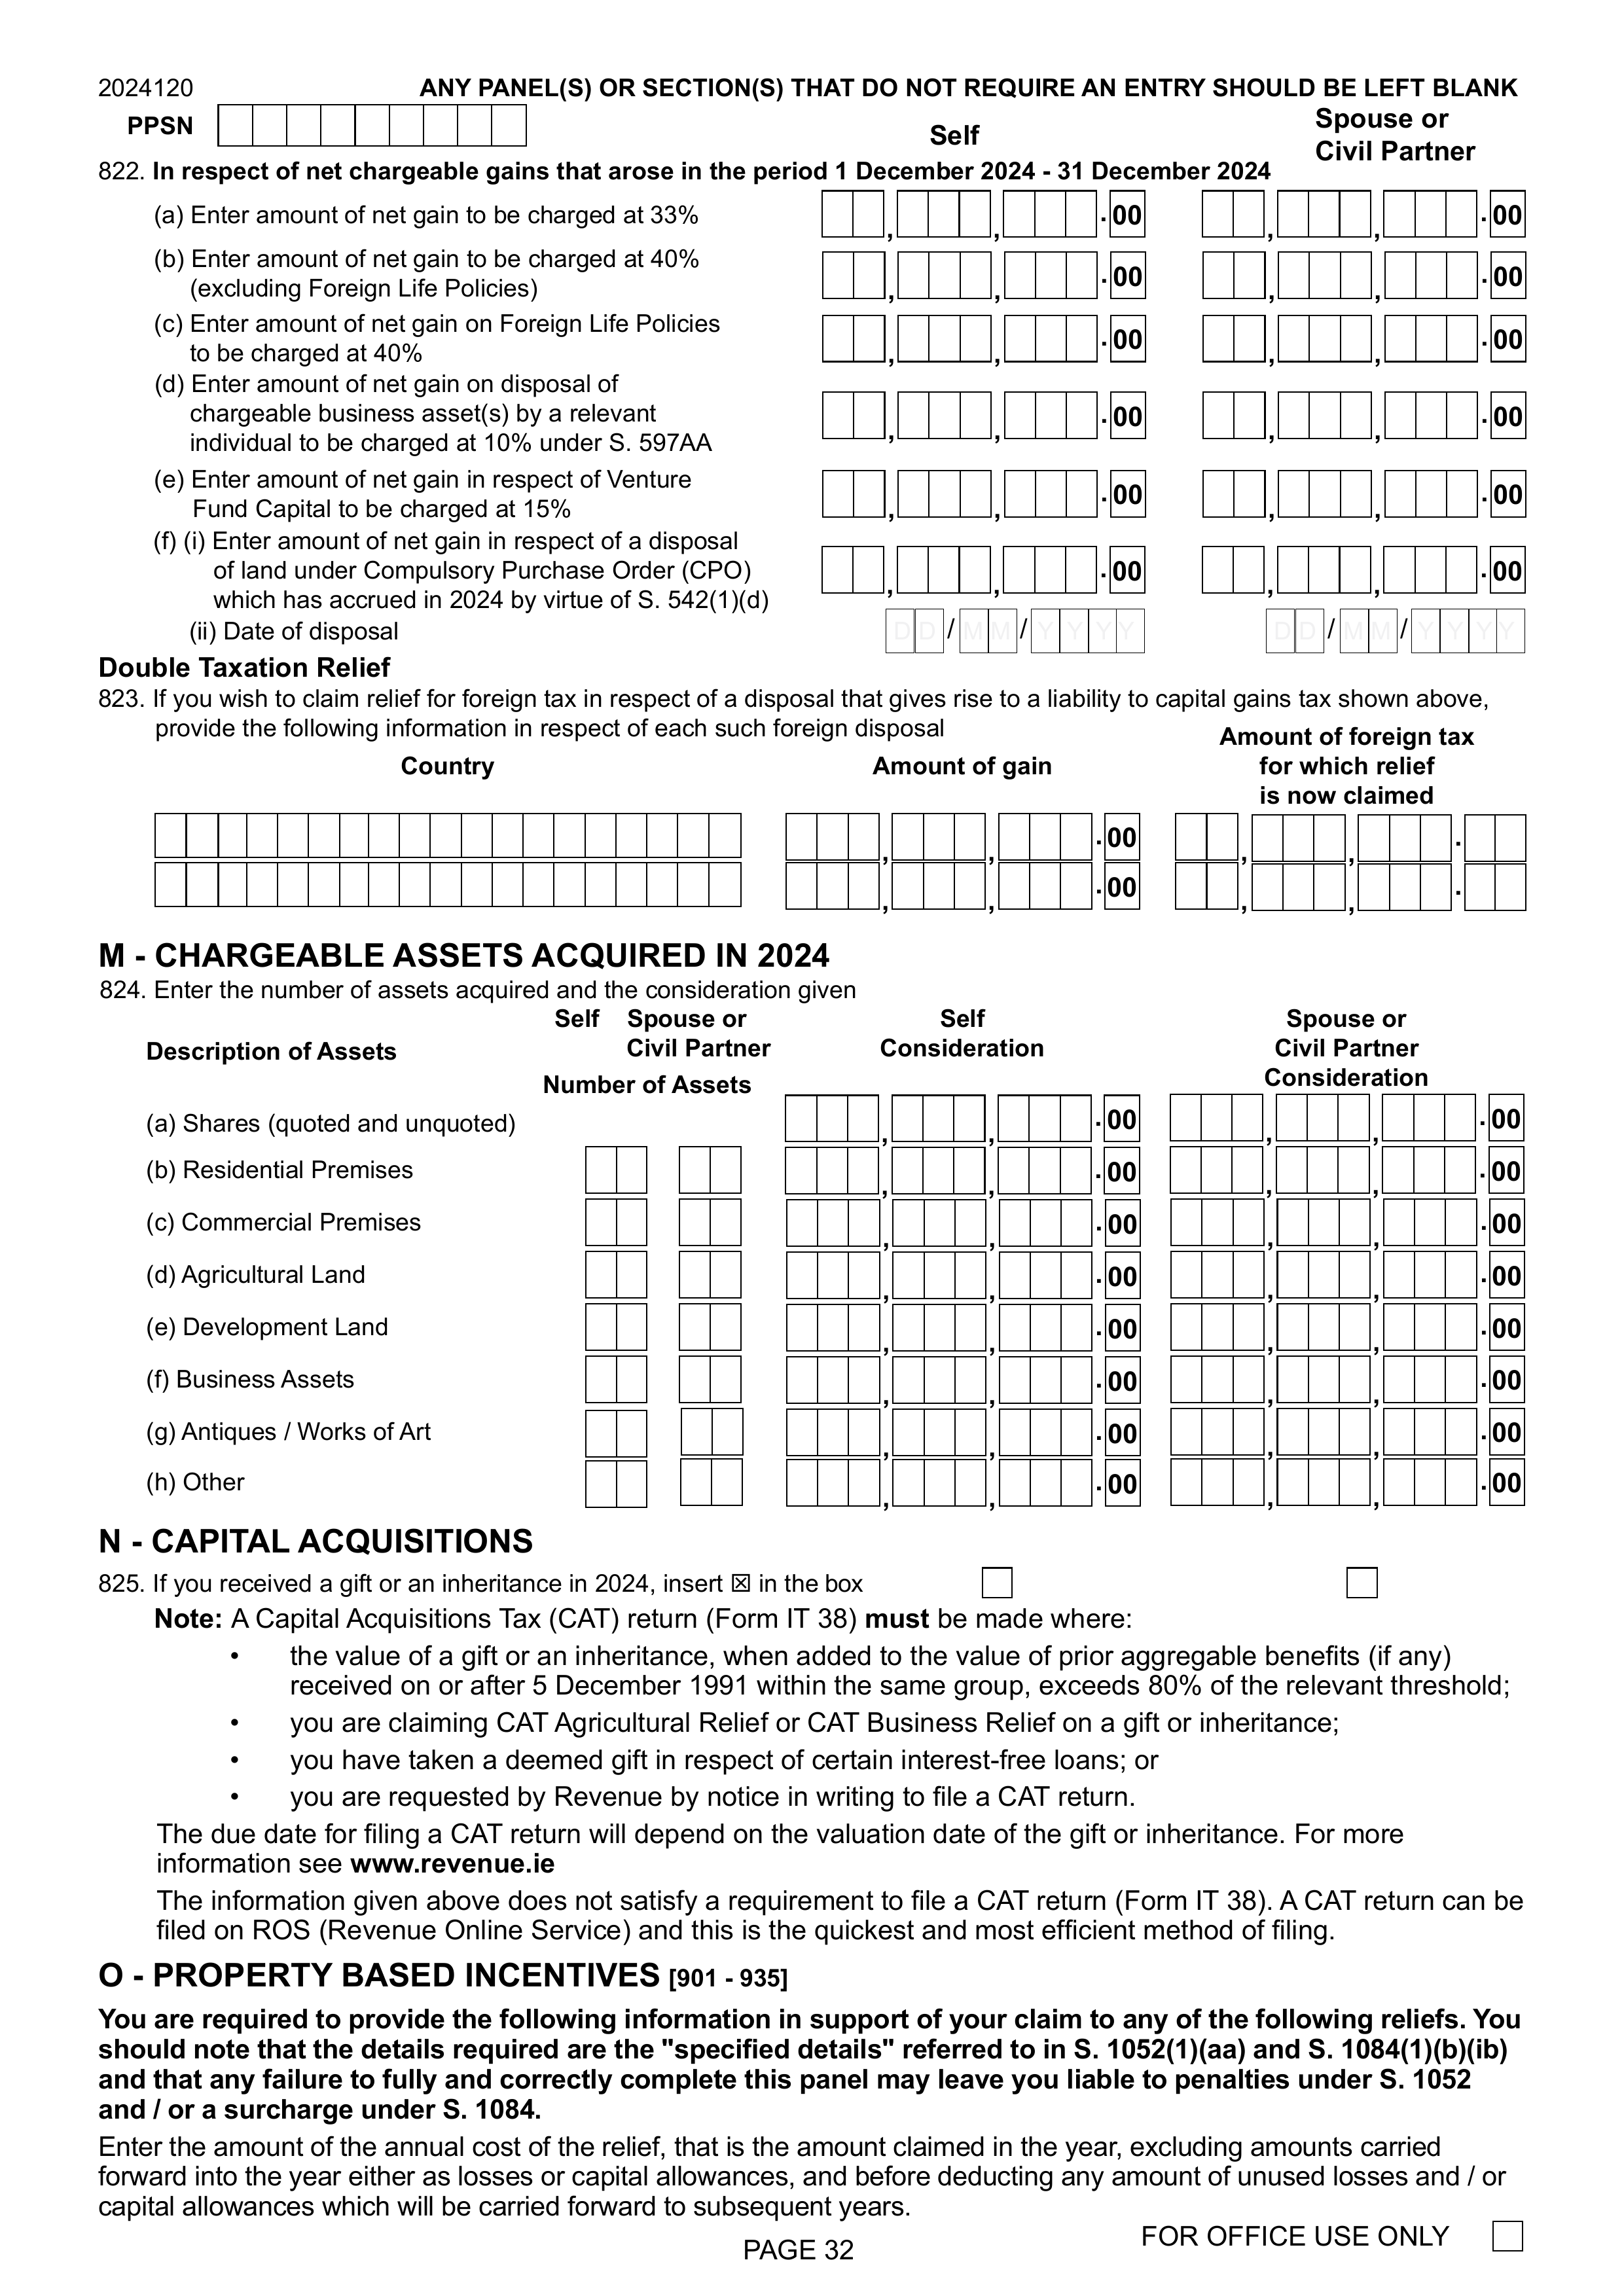 2024120
ANY PANEL(S) OR SECTION(S) THAT DO NOT REQUIRE AN ENTRY SHOULD BE LEFT BLANK
PPSN
Self
Spouse or
Civil Partner
822. In respect of net chargeable gains that arose in the period 1 December 2024 - 31 December 2024
(a) Enter amount of net gain to be charged at 33% , , .00 , , .00
(b) Enter amount of net gain to be charged at 40%
(excluding Foreign Life Policies) , , .00 , , .00
(c) Enter amount of net gain on Foreign Life Policies
to be charged at 40% , , .00 , , .00
(d) Enter amount of net gain on disposal of
chargeable business asset(s) by a relevant , , .00 , , .00
individual to be charged at 10% under S. 597AA
(e) Enter amount of net gain in respect of Venture
Fund Capital to be charged at 15% , , .00 , , .00
(f) (i) Enter amount of net gain in respect of a disposal
of land under Compulsory Purchase Order (CPO) , , .00 , , .00
which has accrued in 2024 by virtue of S. 542(1)(d)
(ii) Date of disposal DD/MM/YYYY DD/MM/YYYY
Double Taxation Relief
823. If you wish to claim relief for foreign tax in respect of a disposal that gives rise to a liability to capital gains tax shown above,
provide the following information in respect of each such foreign disposal
Country
Amount of gain
Amount of foreign tax
for which relief
is now claimed
, , .00 , , .
, , .00 , , .
M - CHARGEABLE ASSETS ACQUIRED IN 2024
824. Enter the number of assets acquired and the consideration given
Description of Assets
Self
Spouse or
Civil Partner
Number of Assets
Self
Consideration
Spouse or
Civil Partner
Consideration
(a) Shares (quoted and unquoted) , , .00 , , .00
(b) Residential Premises , , .00 , , .00
(c) Commercial Premises , , .00 , , .00
(d) Agricultural Land , , .00 , , .00
(e) Development Land , , .00 , , .00
(f) Business Assets , , .00 , , .00
(g) Antiques / Works of Art , , .00 , , .00
(h) Other , , .00 , , .00
N - CAPITAL ACQUISITIONS
825. If you received a gift or an inheritance in 2024, insert ☒ in the box
Note: A Capital Acquisitions Tax (CAT) return (Form IT 38) must be made where:
• the value of a gift or an inheritance, when added to the value of prior aggregable benefits (if any)
received on or after 5 December 1991 within the same group, exceeds 80% of the relevant threshold;
• you are claiming CAT Agricultural Relief or CAT Business Relief on a gift or inheritance;
• you have taken a deemed gift in respect of certain interest-free loans; or
• you are requested by Revenue by notice in writing to file a CAT return.
The due date for filing a CAT return will depend on the valuation date of the gift or inheritance. For more
information see www.revenue.ie
The information given above does not satisfy a requirement to file a CAT return (Form IT 38). A CAT return can be
filed on ROS (Revenue Online Service) and this is the quickest and most efficient method of filing.
O - PROPERTY BASED INCENTIVES [901 - 935]
You are required to provide the following information in support of your claim to any of the following reliefs. You
should note that the details required are the "specified details" referred to in S. 1052(1)(aa) and S. 1084(1)(b)(ib)
and that any failure to fully and correctly complete this panel may leave you liable to penalties under S. 1052
and / or a surcharge under S. 1084.
Enter the amount of the annual cost of the relief, that is the amount claimed in the year, excluding amounts carried
forward into the year either as losses or capital allowances, and before deducting any amount of unused losses and / or
capital allowances which will be carried forward to subsequent years.
PAGE 32
FOR OFFICE USE ONLY